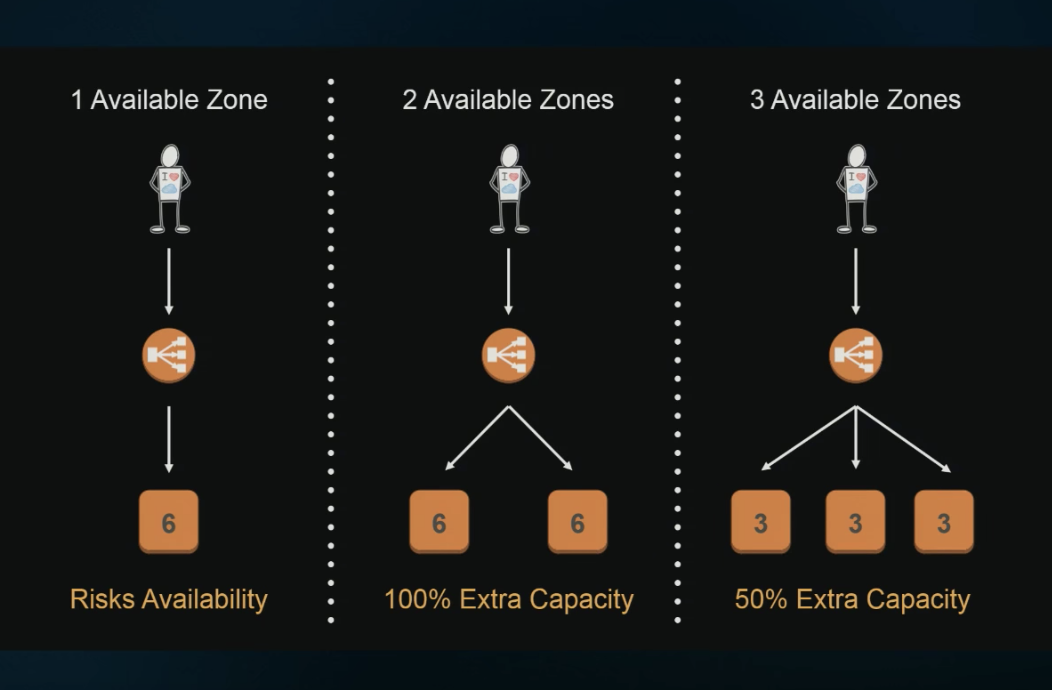 1 Available Zone
2 Available Zones
3 Available Zones
I
I
I
6
6
6
3
3
3
Risks Availability
100% Extra Capacity
50% Extra Capacity